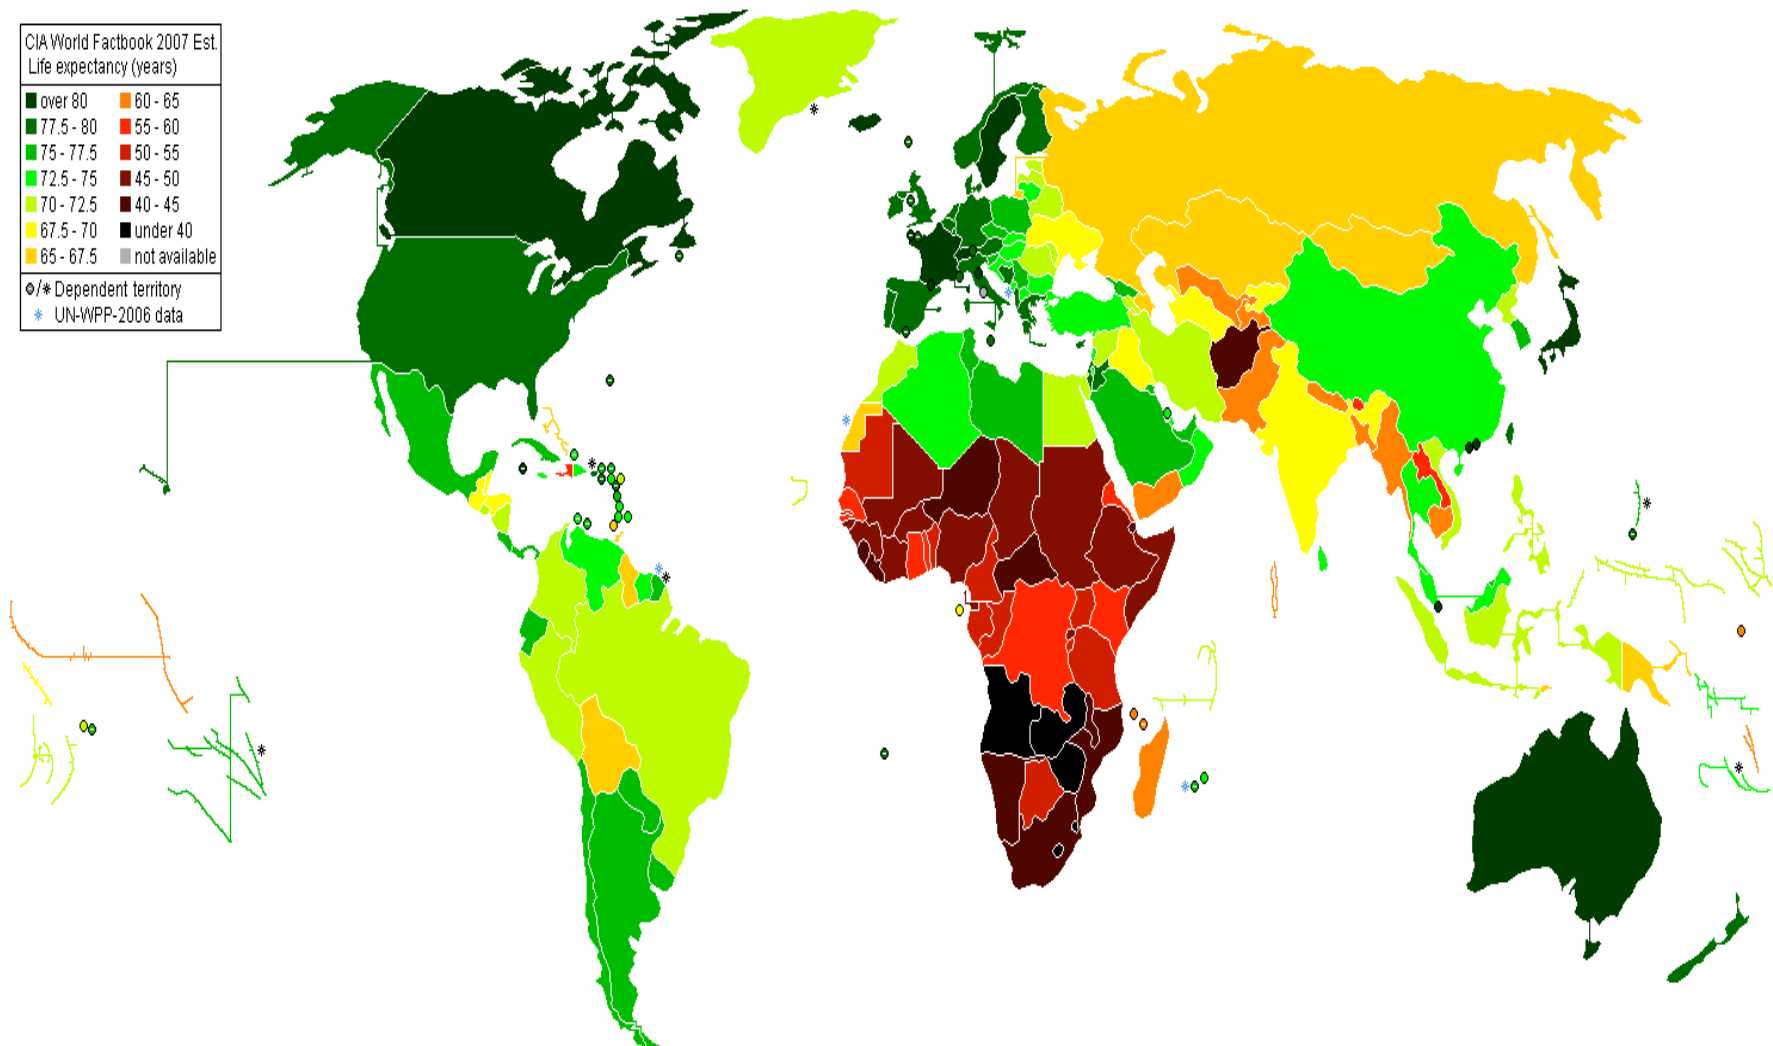 CIA World Factbook 2007 Est.
Life expectancy (years)
over 80
77.5 - 80
75 - 77.5
72.5 - 75
70 - 72.5
67.5 - 70
65 - 67.5
60 - 65
55 - 60
50 - 55
45 - 50
40 - 45
under 40
not available
/* Dependent territory
* UN-WPP-2006 data